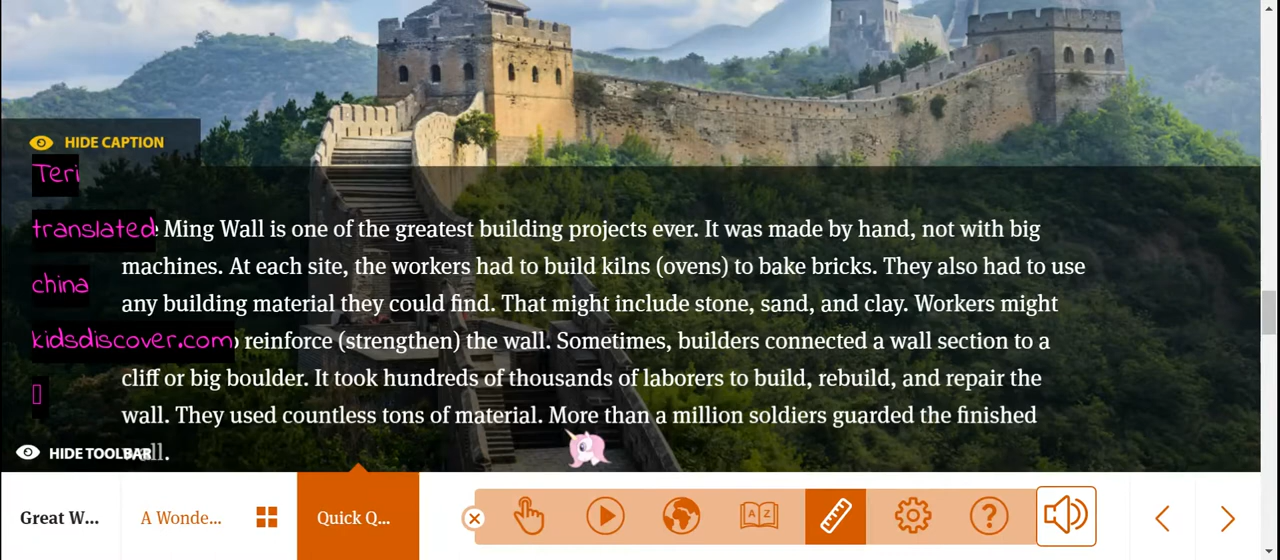 HIDE CAPTION
Teri
translated
Ming Wall is one of the greatest building projects ever. It was made by hand, not with big
machines. At each site, the workers had to build kilns (ovens) to bake bricks. They also had to use
china
any building material they could find. That might include stone, sand, and clay. Workers might
kidsdiscover.com
reinforce (strengthen) the wall. Sometimes, builders connected a wall section to a
cliff or big boulder. It took hundreds of thousands of laborers to build, rebuild, and repair the
wall. They used countless tons of material. More than a million soldiers guarded the finished
HIDE TOOLBAR
Great W...
A Wonde...
Quick Q...
A Z